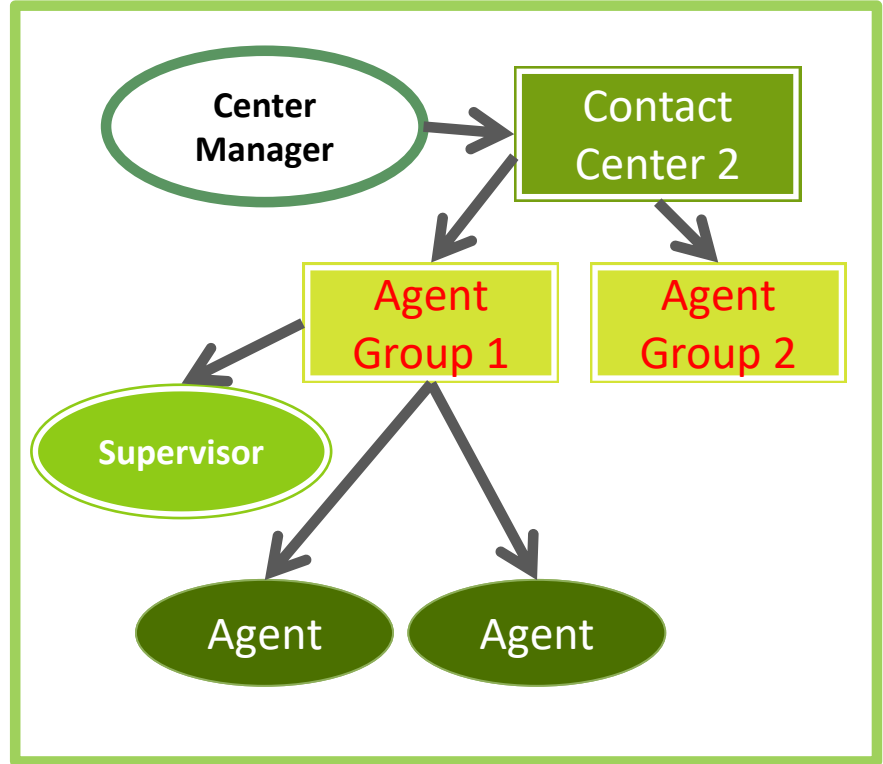 Center
Manager
Contact
Center 2
Agent
Group 1
Agent
Group 2
Supervisor
Agent
Agent